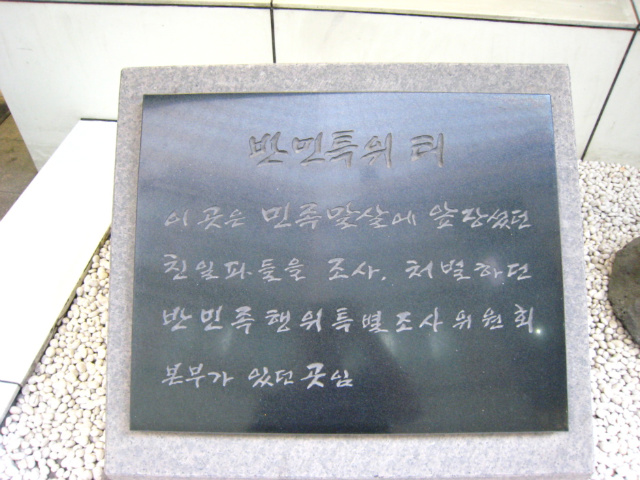 반민특위 터
이 곳은 민족말살에 앞장섰던
친일파들을 조사, 처벌하던
반민족행위특별조사위원회
본부가 있던 곳임